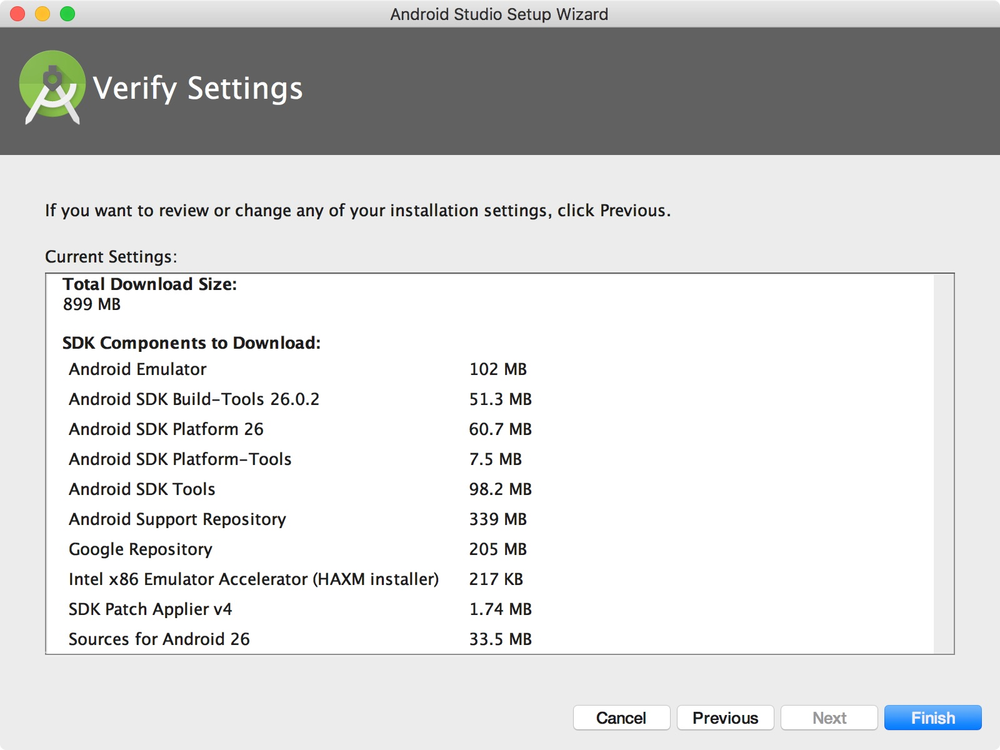 Android Studio Setup Wizard
Verify Settings
If you want to review or change any of your installation settings, click Previous.
Current Settings:
Total Download Size:
899 MB
SDK Components to Download:
Android Emulator 102 MB
Android SDK Build-Tools 26.0.2 51.3 MB
Android SDK Platform 26 60.7 MB
Android SDK Platform-Tools 7.5 MB
Android SDK Tools 98.2 MB
Android Support Repository 339 MB
Google Repository 205 MB
Intel x86 Emulator Accelerator (HAXM installer) 217 KB
SDK Patch Applier v4 1.74 MB
Sources for Android 26 33.5 MB
Cancel Previous Next Finish